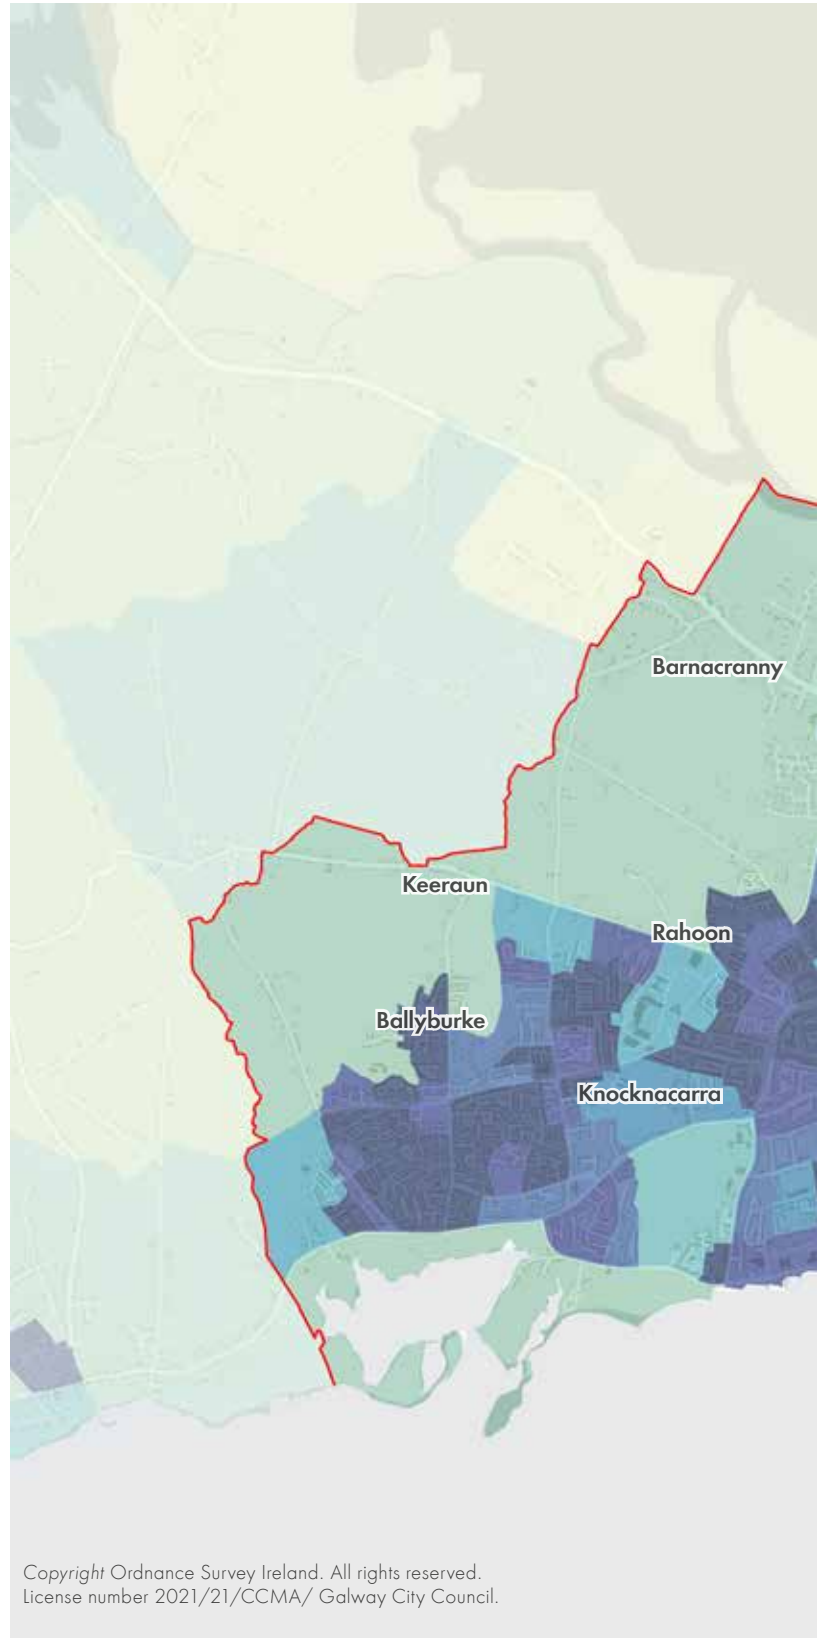 Barnacranny
Keeraun
Rahoon
Ballyburke
Knocknacarra
Copyright Ordnance Survey Ireland. All rights reserved.
License number 2021/21/CCMA/ Galway City Council.